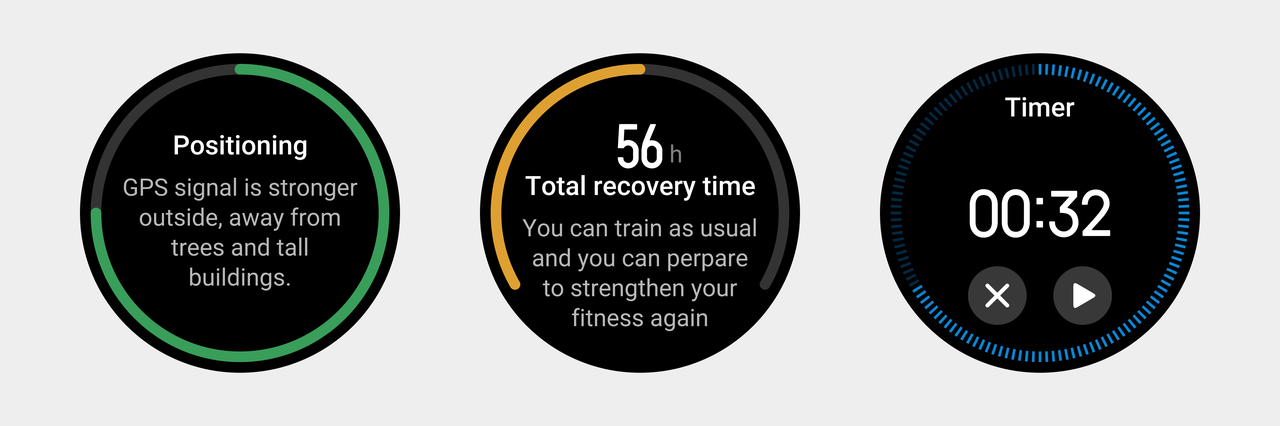 Positioning
GPS signal is stronger
outside, away from
trees and tall
buildings.
56 h
Total recovery time
You can train as usual
and you can perpare
to strengthen your
fitness again
Timer
00:32